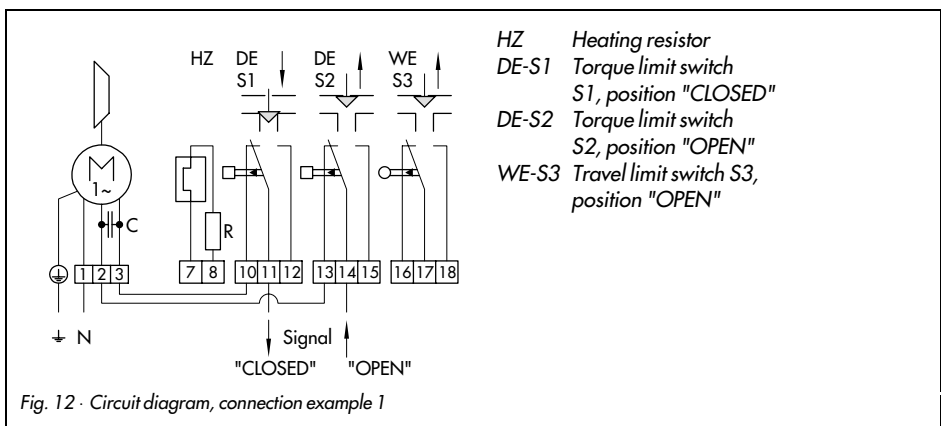 HZ DE DE WE
S1 S2 S3
M
1~
C
R
1 2 3 7 8 10 11 12 13 14 15 16 17 18
N Signal
"CLOSED" "OPEN"
HZ Heating resistor
DE-S1 Torque limit switch
S1, position "CLOSED"
DE-S2 Torque limit switch
S2, position "OPEN"
WE-S3 Travel limit switch S3,
position "OPEN"
Fig. 12 · Circuit diagram, connection example 1